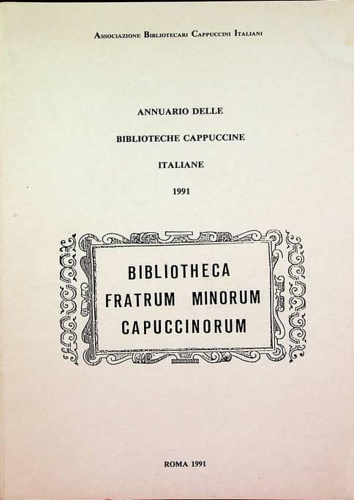 Associazione Bibliotecari Cappuccini Italiani
ANNUARIO DELLE
BIBLIOTECHE CAPPUCCINE
ITALIANE
1991
BIBLIOTHECA
FRATRUM MINORUM
CAPUCCINORUM
ROMA 1991